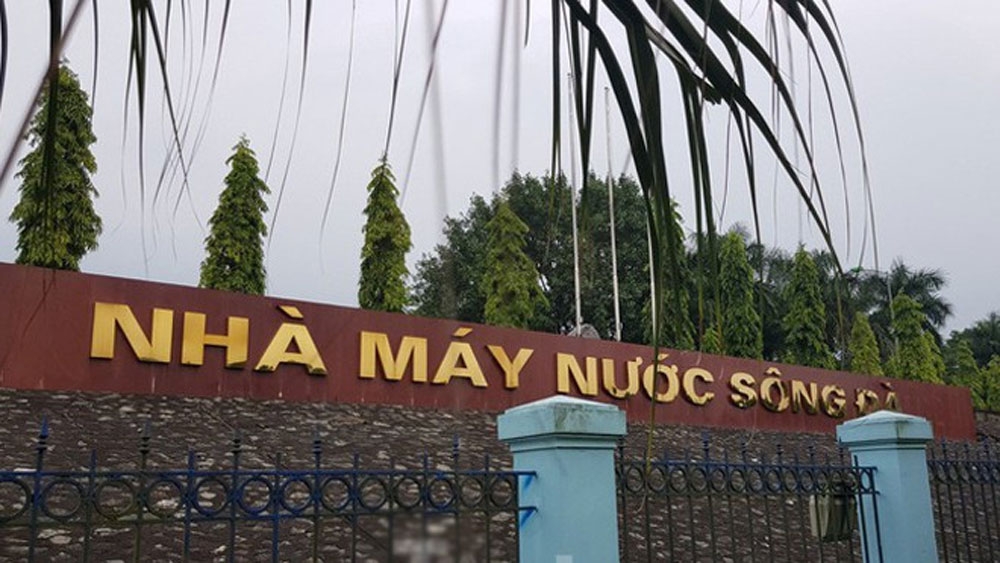 NHÀ MÁY NƯỚC SÔNG ĐÀ